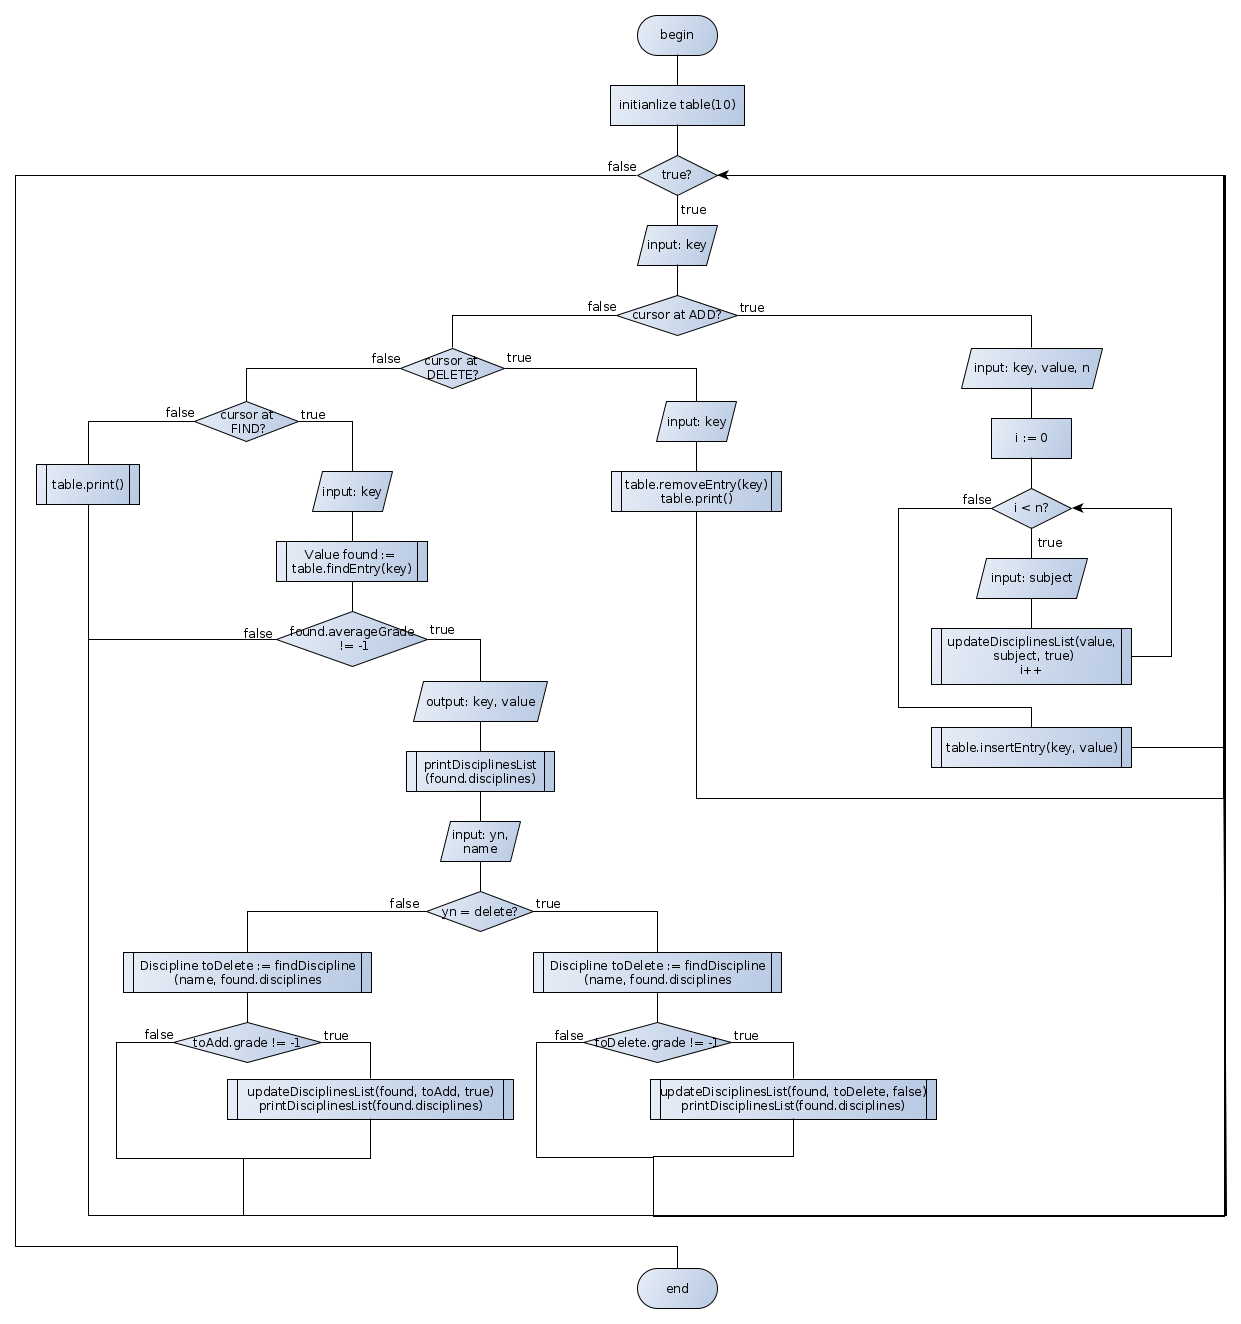 begin
initianlize table(10)
false
true?
true
input: key
false
cursor at ADD?
true
false
cursor at
DELETE?
true
input: key, value, n
false
cursor at
FIND?
true
input: key
i := 0
table.print()
input: key
table.removeEntry(key)
table.print()
false
i < n?
true
Value found :=
table.findEntry(key)
input: subject
false
found.averageGrade
!= -1
true
updateDisciplinesList(value,
subject, true)
i++
output: key, value
table.insertEntry(key, value)
printDisciplinesList
(found.disciplines)
input: yn,
name
false
yn = delete?
true
Discipline toDelete := findDiscipline
(name, found.disciplines
Discipline toDelete := findDiscipline
(name, found.disciplines
false
toAdd.grade != -1
true
false
toDelete.grade != -1
true
updateDisciplinesList(found, toAdd, true)
printDisciplinesList(found.disciplines)
updateDisciplinesList(found, toDelete, false)
printDisciplinesList(found.disciplines)
end